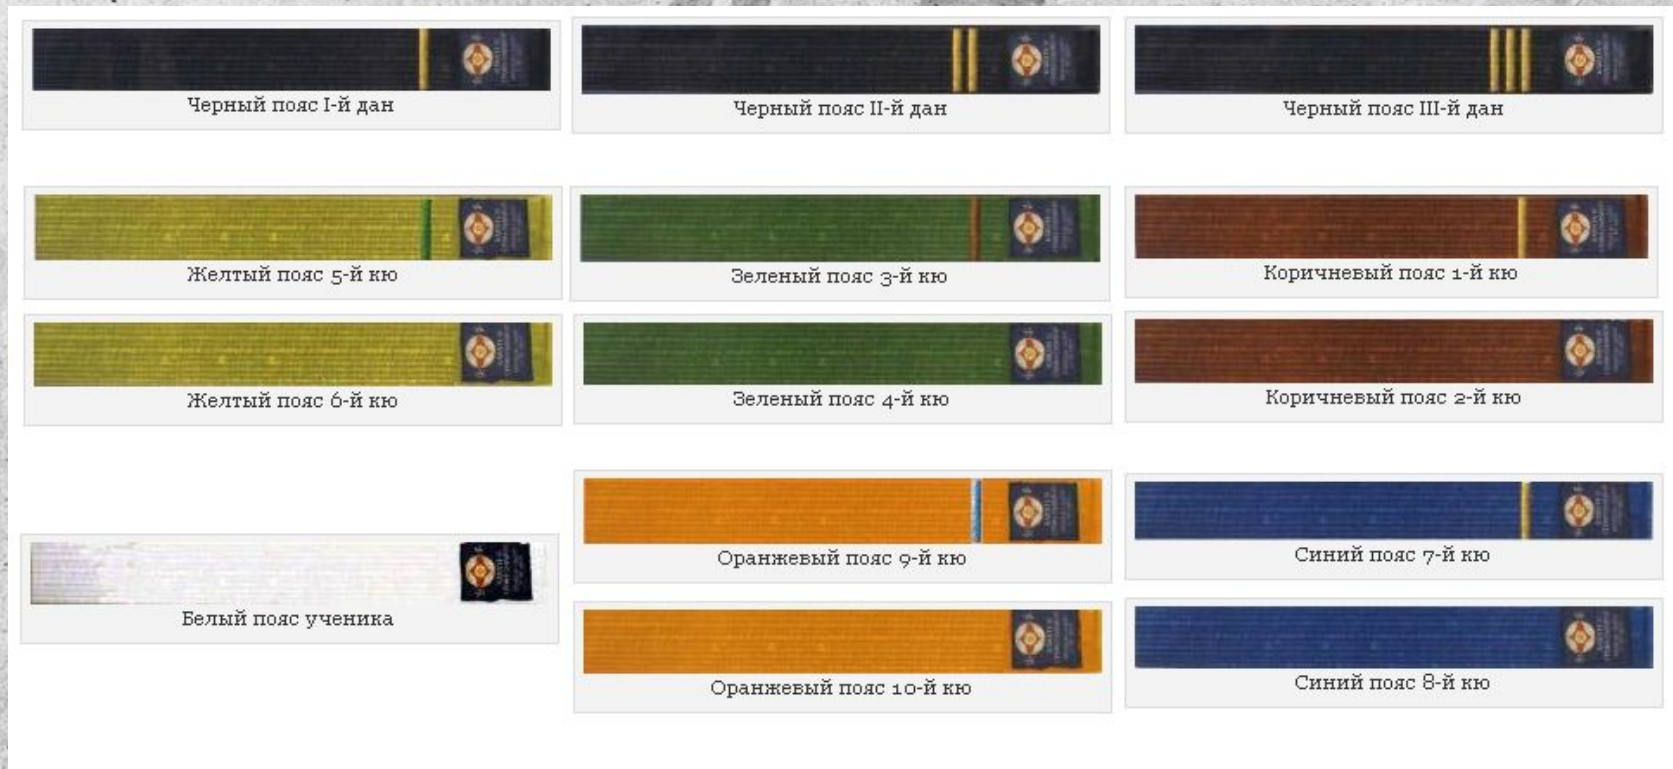 Черный пояс I-й дан
Черный пояс II-й дан
Черный пояс III-й дан
Желтый пояс 5-й кю
Зеленый пояс 3-й кю
Коричневый пояс 1-й кю
Желтый пояс 6-й кю
Зеленый пояс 4-й кю
Коричневый пояс 2-й кю
Оранжевый пояс 9-й кю
Синий пояс 7-й кю
Белый пояс ученика
Оранжевый пояс 10-й кю
Синий пояс 8-й кю